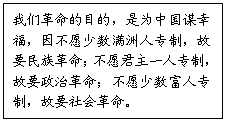 我们革命的目的，是为中国谋幸
福，因不愿少数满洲人专制，故
要民族革命；不愿君主一人专制，
故要政治革命； 不愿少数富人专
制，故要社会革命。